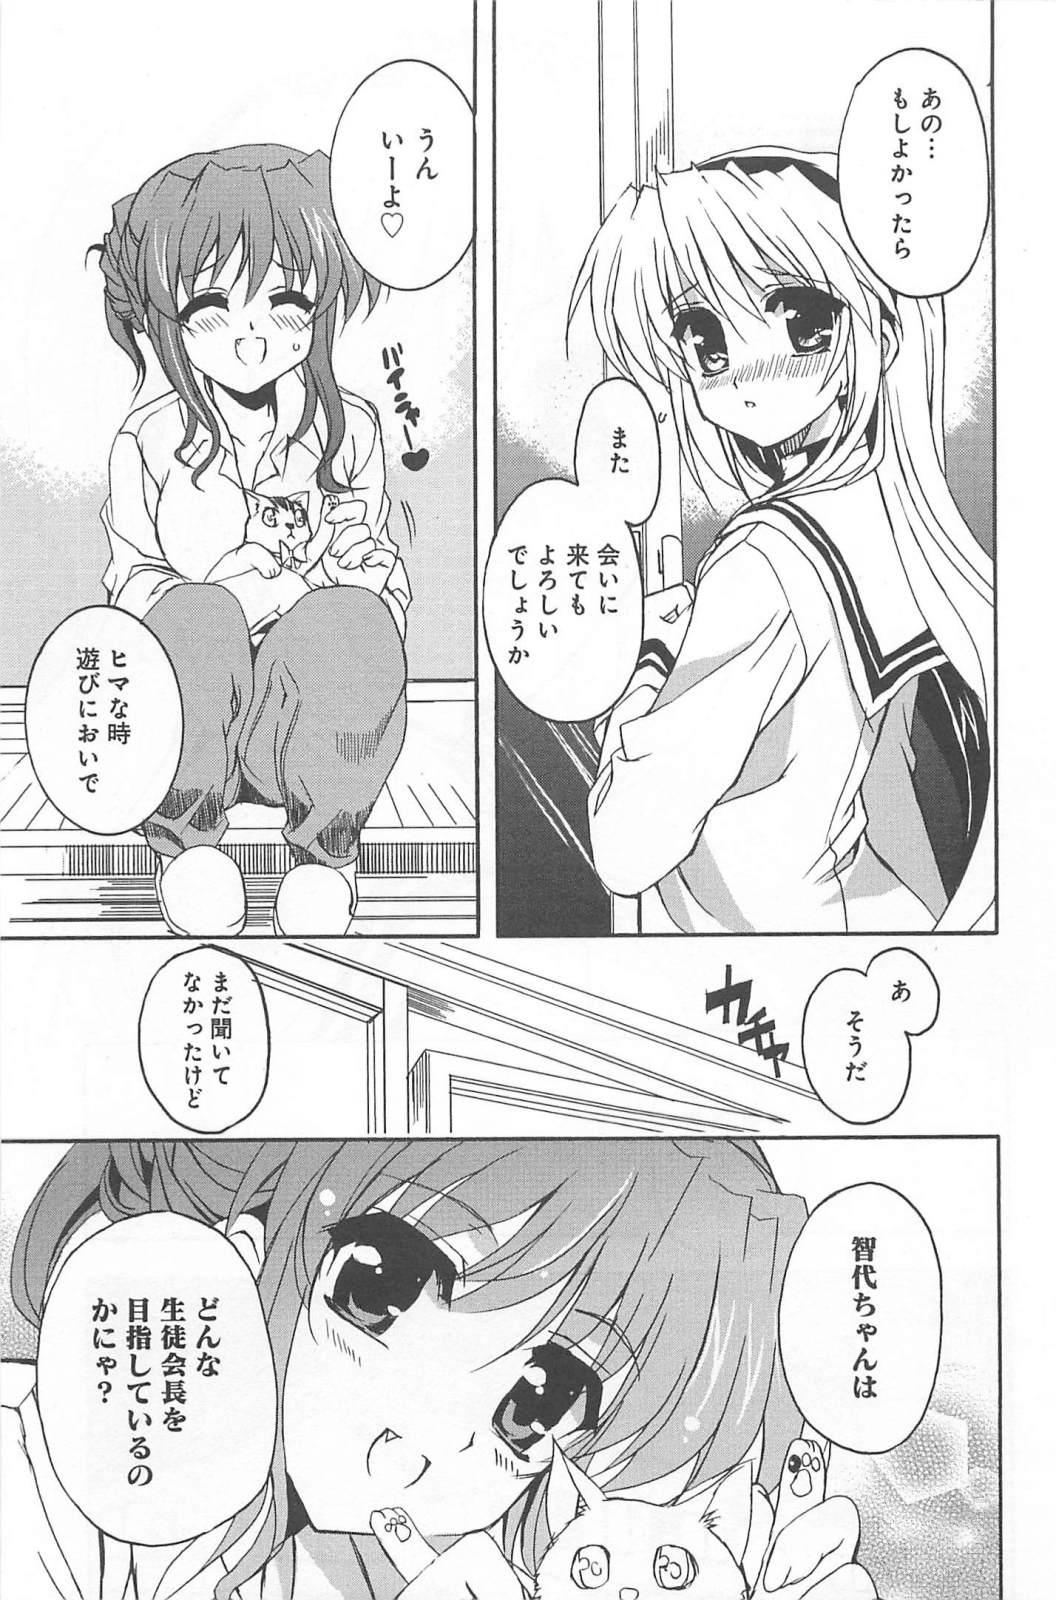 あの…
もしよかったら
また
会いに
来ても
よろしい
でしょうか
うん
いーよ♡
バイニャー♥
ヒマな時
遊びにおいで
あ
そうだ
ガチャ
まだ聞いて
なかったけど
智代ちゃんは
どんな
生徒会長を
目指しているの
かにゃ？